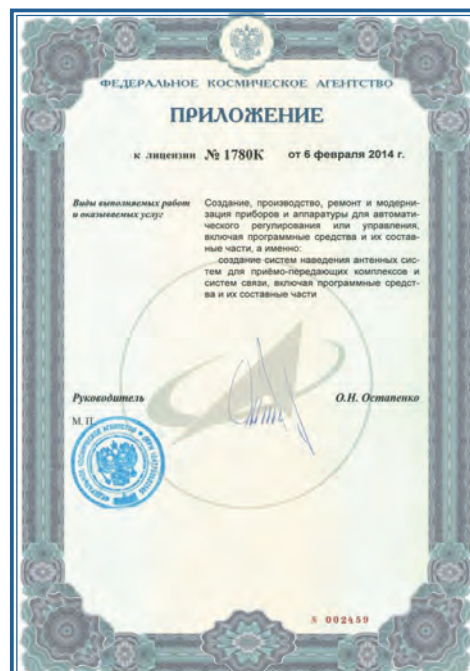 ФЕДЕРАЛЬНОЕ КОСМИЧЕСКОЕ АГЕНТСТВО
ПРИЛОЖЕНИЕ
к лицензии № 1780К от 6 февраля 2014 г.
Виды выполняемых работ
и оказываемых услуг
Создание, производство, ремонт и модерни-
зация приборов и аппаратуры для автомати-
ческого регулирования или управления,
включая программные средства и их состав-
ные части, а именно:
создание систем наведения антенных сис-
тем для приёмо-передающих комплексов и
систем связи, включая программные средст-
ва и их составные части
Руководитель
О.Н. Остапенко
М. П.
№ 002459